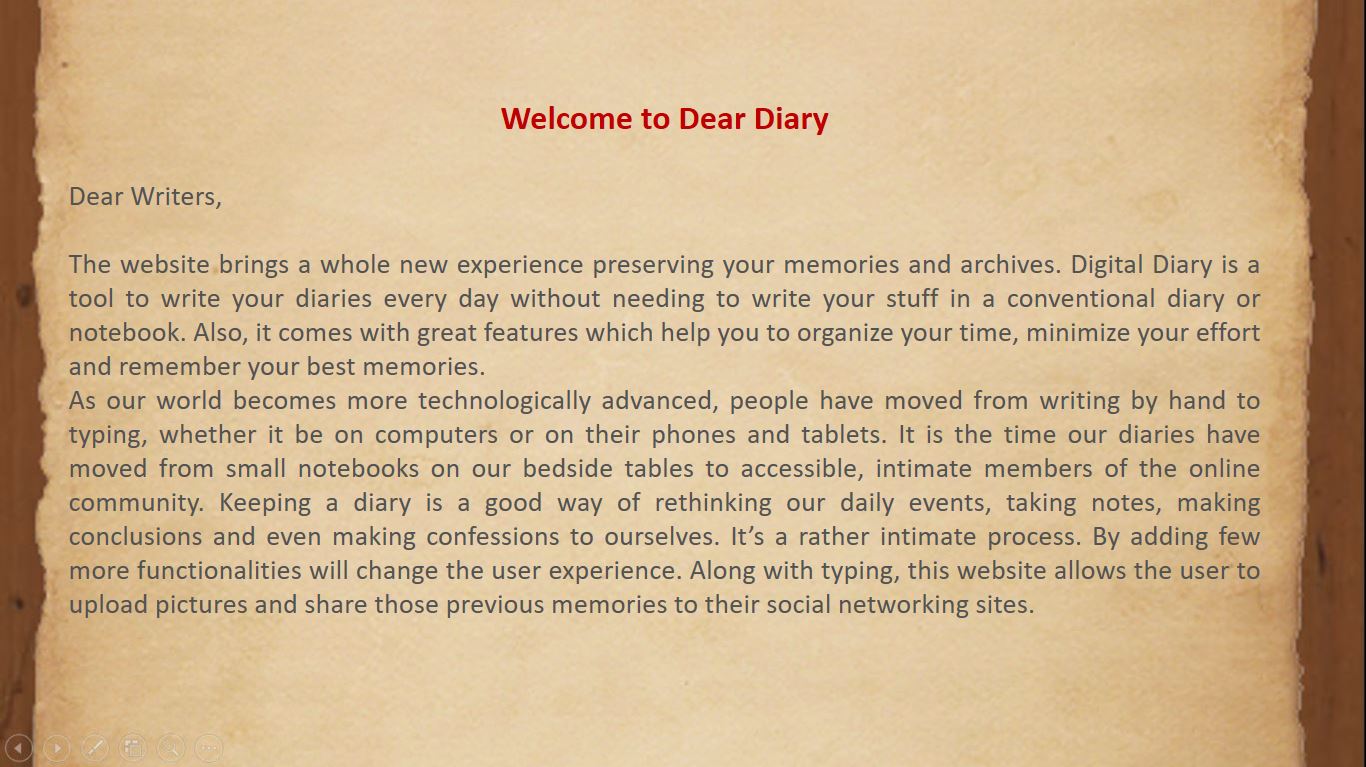 Welcome to Dear Diary
Dear Writers,
The website brings a whole new experience preserving your memories and archives. Digital Diary is a
tool to write your diaries every day without needing to write your stuff in a conventional diary or
notebook. Also, it comes with great features which help you to organize your time, minimize your effort
and remember your best memories.
As our world becomes more technologically advanced, people have moved from writing by hand to
typing, whether it be on computers or on their phones and tablets. It is the time our diaries have
moved from small notebooks on our bedside tables to accessible, intimate members of the online
community. Keeping a diary is a good way of rethinking our daily events, taking notes, making
conclusions and even making confessions to ourselves. It’s a rather intimate process. By adding few
more functionalities will change the user experience. Along with typing, this website allows the user to
upload pictures and share those previous memories to their social networking sites.